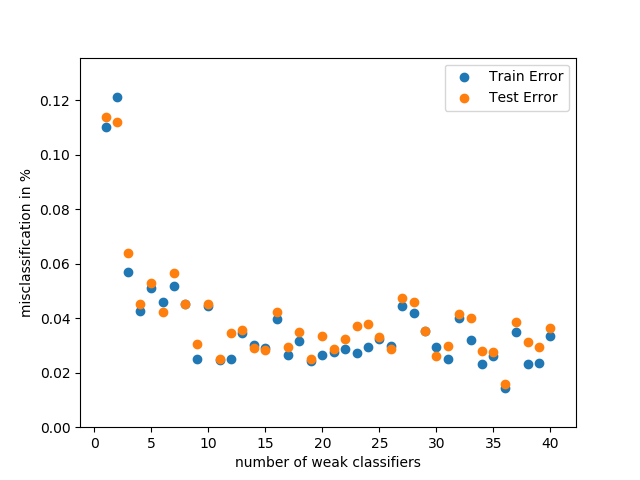 Train Error
Test Error
0.12
0.10
0.08
0.06
0.04
0.02
0.00
misclassification in %
0 5 10 15 20 25 30 35 40
number of weak classifiers